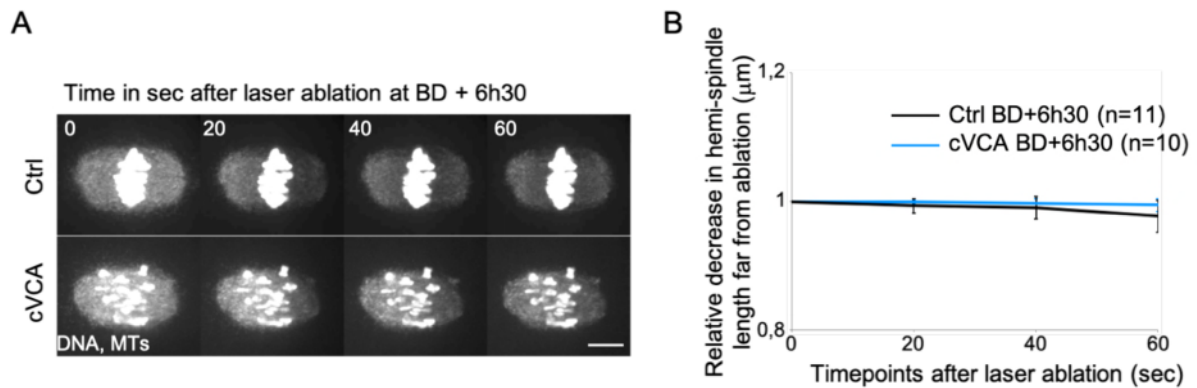 A
Time in sec after laser ablation at BD + 6h30
0 20 40 60
Ctrl
cVCA
DNA, MTs
B
Relative decrease in hemi-spindle
length far from ablation (μm)
1,2
1
0,8
Ctrl BD+6h30 (n=11)
cVCA BD+6h30 (n=10)
0 20 40 60
Timepoints after laser ablation (sec)